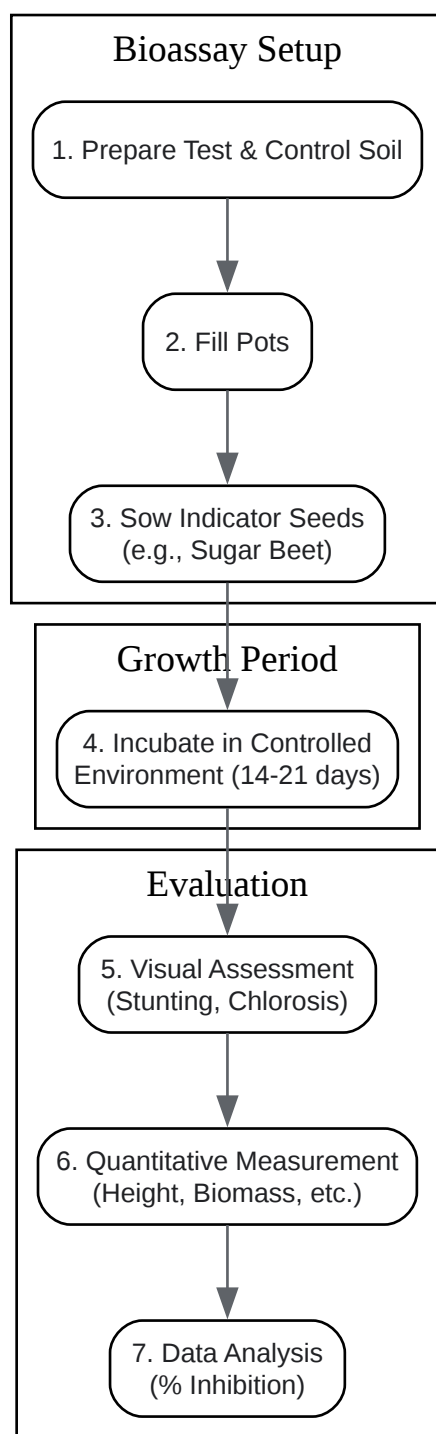 Bioassay Setup
1. Prepare Test & Control Soil
2. Fill Pots
3. Sow Indicator Seeds
(e.g., Sugar Beet)
Growth Period
4. Incubate in Controlled
Environment (14-21 days)
Evaluation
5. Visual Assessment
(Stunting, Chlorosis)
6. Quantitative Measurement
(Height, Biomass, etc.)
7. Data Analysis
(% Inhibition)